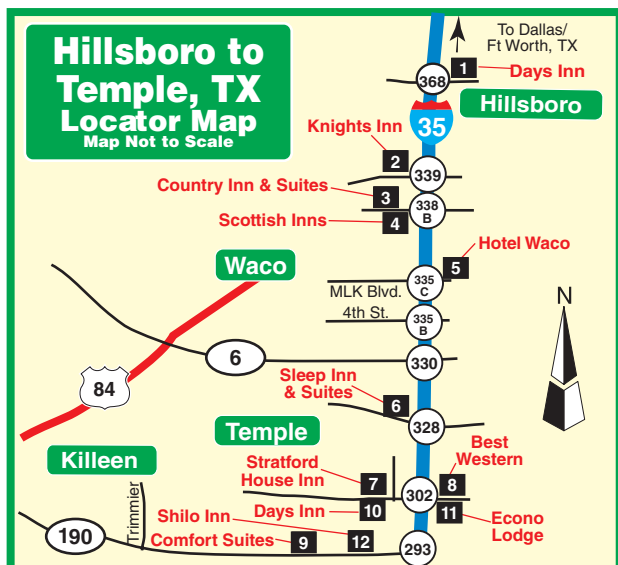 Hillsboro to
Temple, TX
Locator Map
Map Not to Scale
To Dallas/
Ft Worth, TX
1
Days Inn
368
Hillsboro
35
Knights Inn
2
339
Country Inn & Suites
3
338
B
Scottish Inns
4
Hotel Waco
5
Waco
335
C
MLK Blvd.
4th St.
335
B
N
6
330
84
Sleep Inn
& Suites
6
328
Temple
Best
Western
Killeen
Stratford
House Inn
7
8
302
Days Inn
10
11
Econo
Lodge
Trimmier
190
Shilo Inn
Comfort Suites
9
12
293